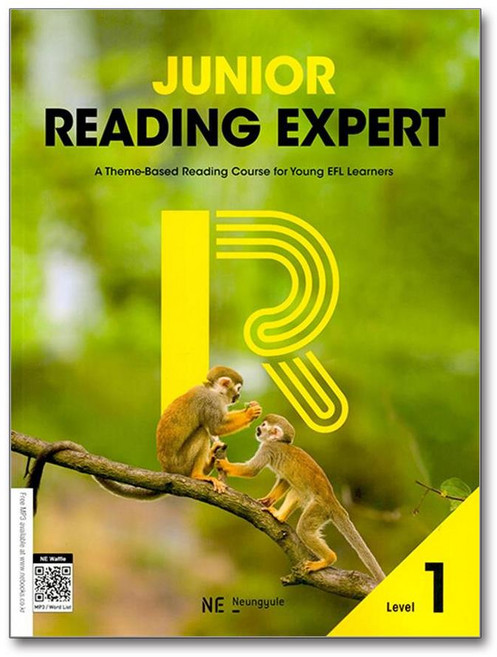 JUNIOR
READING EXPERT
A Theme-Based Reading Course for Young EFL Learners
R
Free MP3 available at www.nebooks.co.kr
NE Waffle
MP3 / Word List
NE Neungyule
Level 1